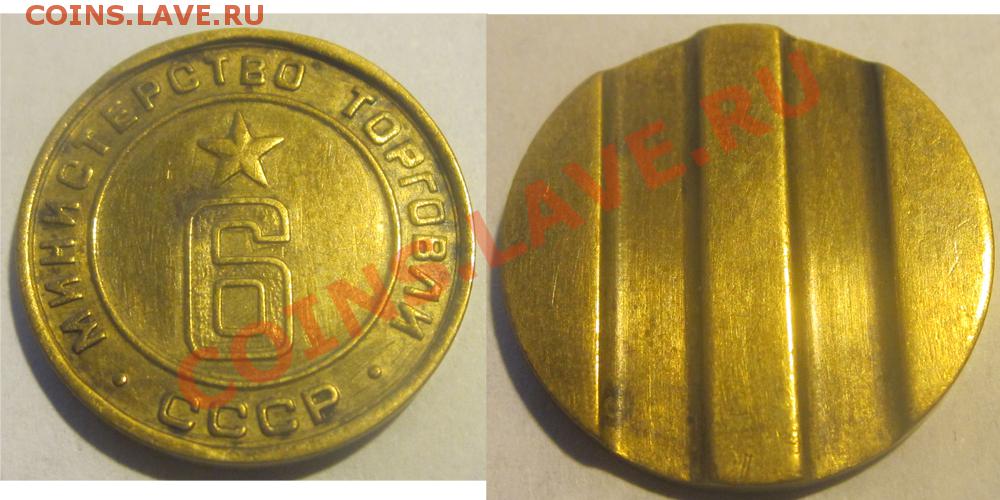 COINS.LAVE.RU
МИНИСТЕРСТВО ТОРГОВЛИ
6
· СССР ·
COINS.LAVE.RU